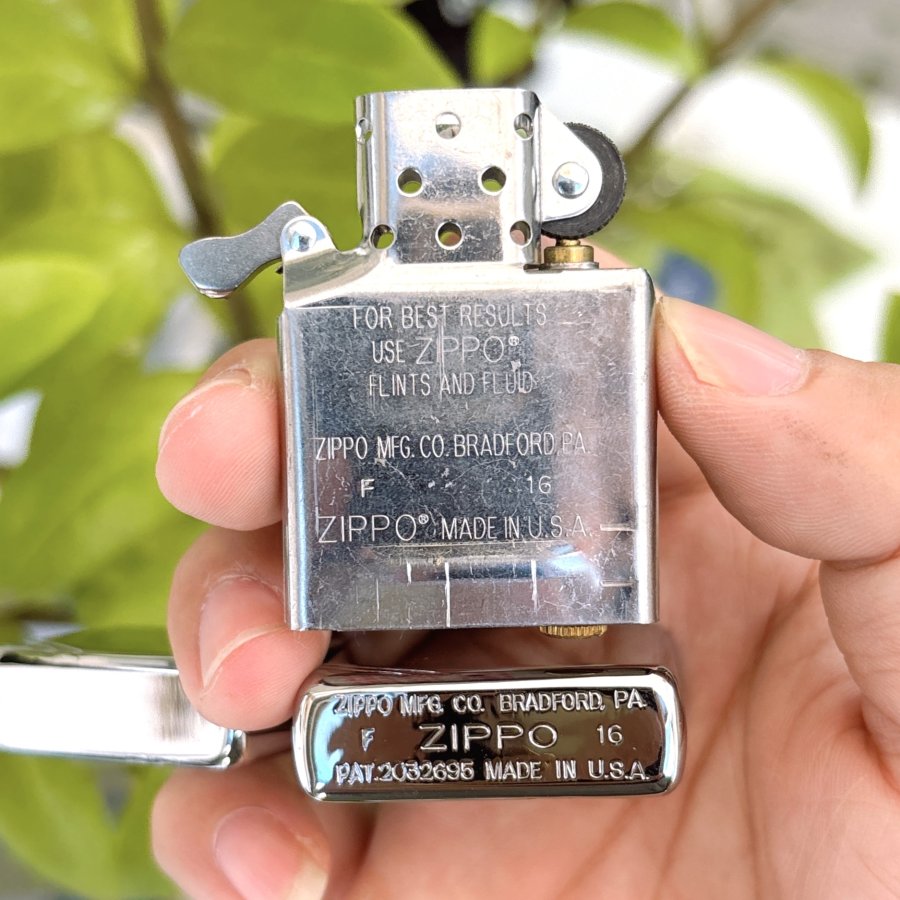 FOR BEST RESULTS
USE ZIPPO®
FLINTS AND FLUID
ZIPPO MFG. CO. BRADFORD, PA.
F 16
ZIPPO® MADE IN U.S.A.
ZIPPO MFG. CO. BRADFORD, PA.
F ZIPPO 16
PAT.2032695 MADE IN U.S.A.